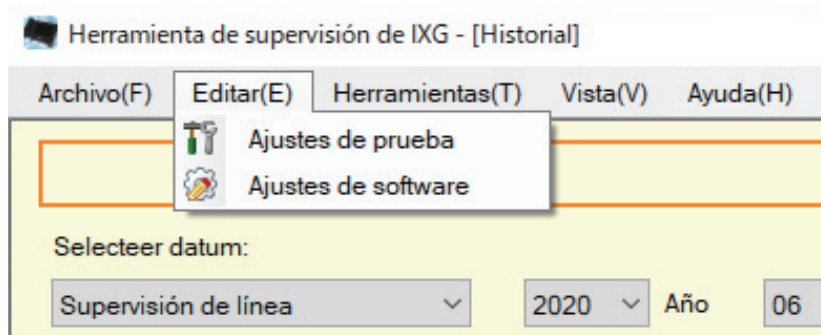 Herramienta de supervisión de IXG - [Historial]
Archivo(F) Editar(E) Herramientas(T) Vista(V) Ayuda(H)
Ajustes de prueba
Ajustes de software
Selecteer datum:
Supervisión de línea 2020 Año 06